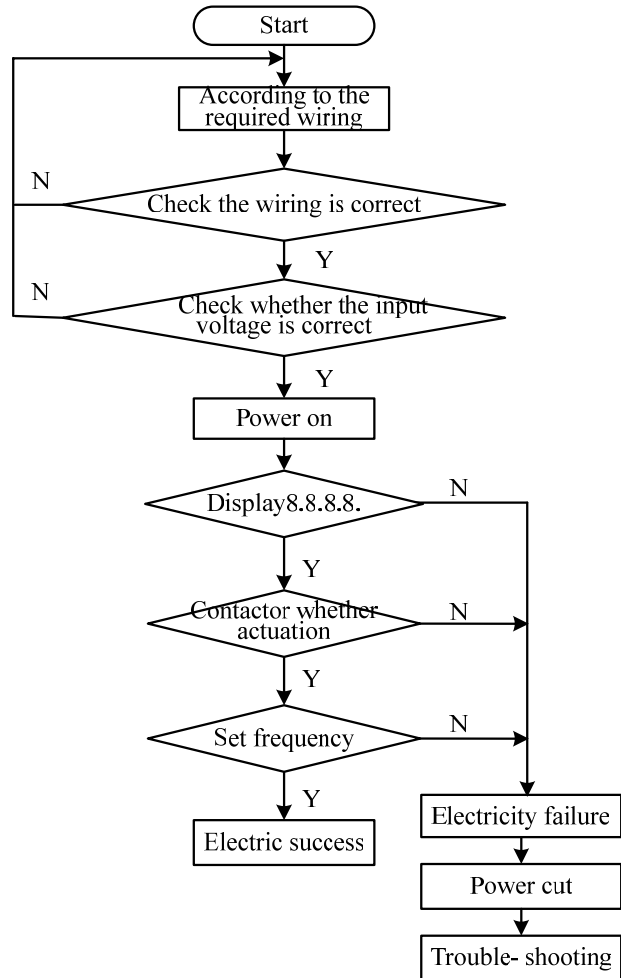 Start
According to the
required wiring
N
Check the wiring is correct
Y
N
Check whether the input
voltage is correct
Y
Power on
Display8.8.8.8.
N
Y
Contactor whether
actuation
N
Y
Set frequency
N
Y
Electric success
Electricity failure
Power cut
Trouble- shooting